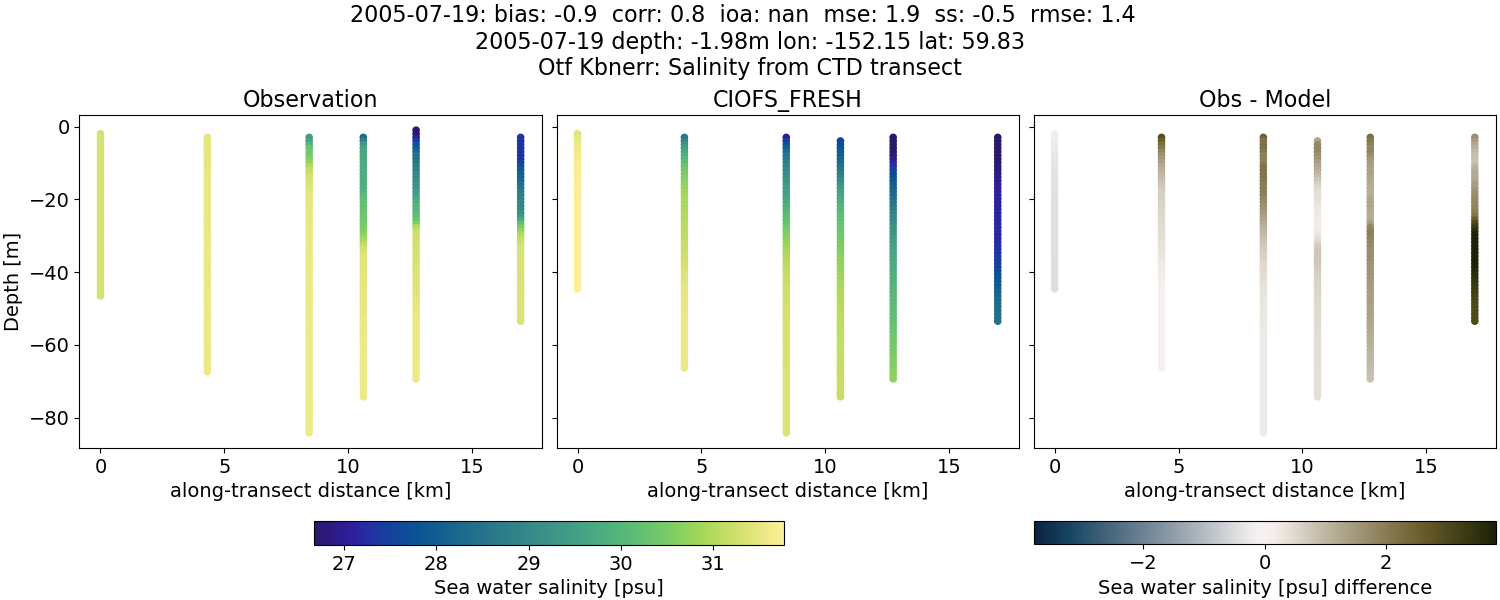 2005-07-19: bias: -0.9  corr: 0.8  ioa: nan  mse: 1.9  ss: -0.5  rmse: 1.4
2005-07-19 depth: -1.98m lon: -152.15 lat: 59.83
Otf Kbnerr: Salinity from CTD transect
Observation
CIOFS_FRESH
Obs - Model
Depth [m]
0
−20
−40
−60
−80
0 5 10 15
0 5 10 15
0 5 10 15
along-transect distance [km]
along-transect distance [km]
along-transect distance [km]
27 28 29 30 31
Sea water salinity [psu]
−2 0 2
Sea water salinity [psu] difference